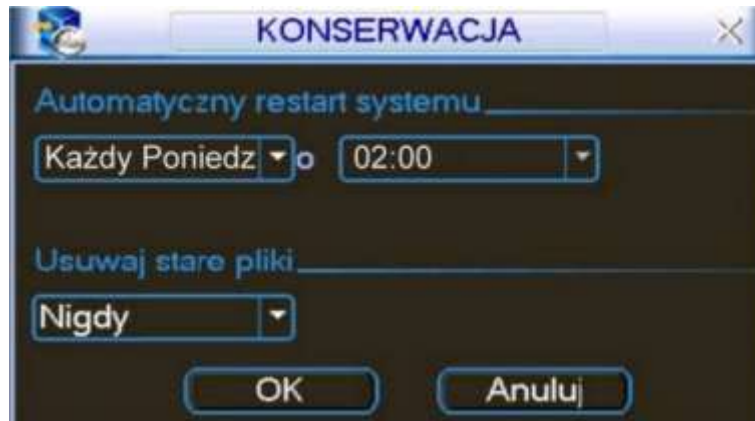 KONSERWACJA
Automatyczny restart systemu
Każdy Poniedz o 02:00
Usuwaj stare pliki
Nigdy
OK Anuluj